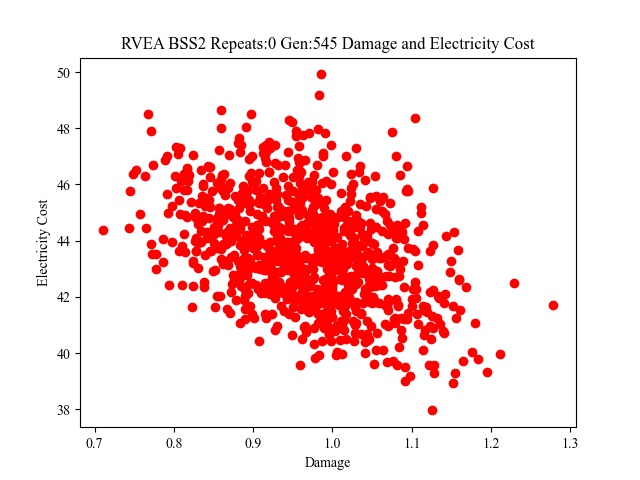 RVEA BSS2 Repeats:0 Gen:545 Damage and Electricity Cost
50
48
46
44
42
40
38
Electricity Cost
0.7 0.8 0.9 1.0 1.1 1.2 1.3
Damage